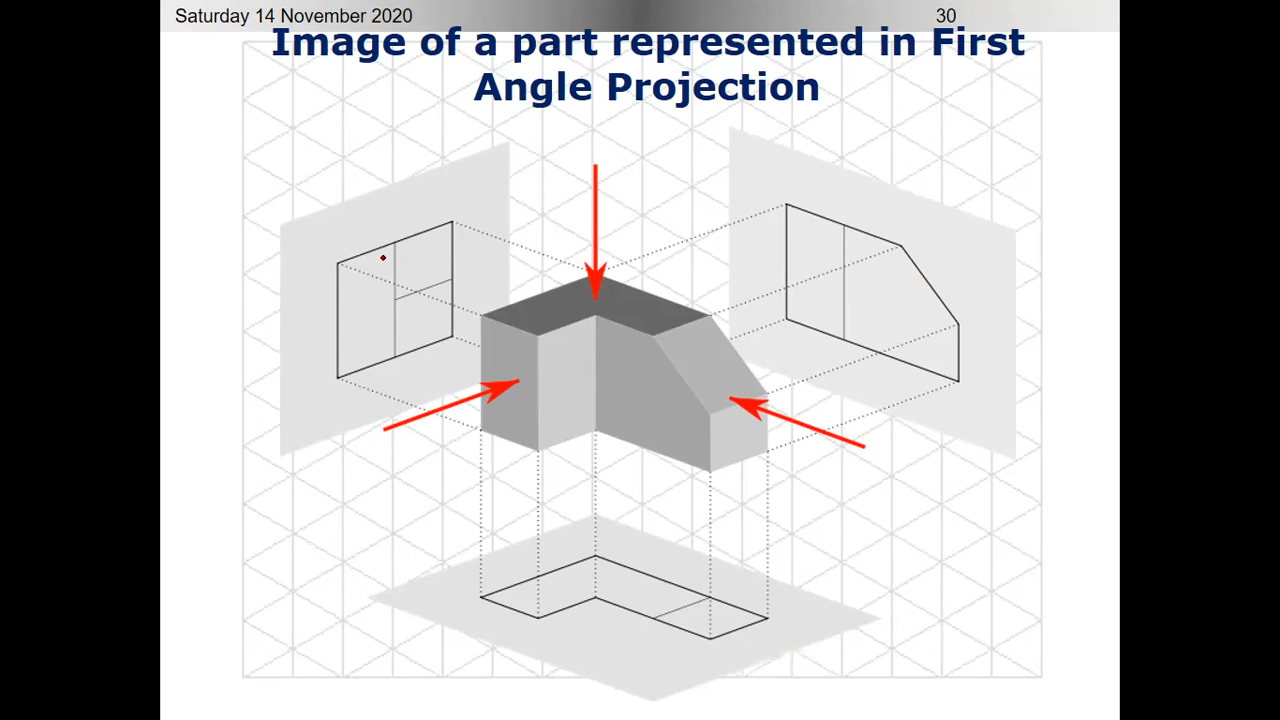 Saturday 14 November 2020
30
Image of a part represented in First
Angle Projection